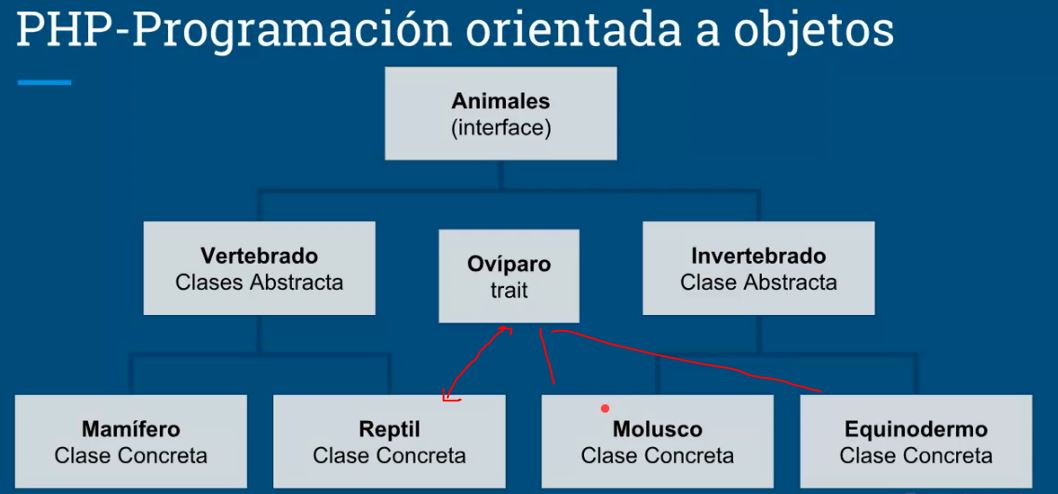 PHP-Programación orientada a objetos
Animales
(interface)
Vertebrado
Clases Abstracta
Ovíparo
trait
Invertebrado
Clase Abstracta
Mamífero
Clase Concreta
Reptil
Clase Concreta
Molusco
Clase Concreta
Equinodermo
Clase Concreta